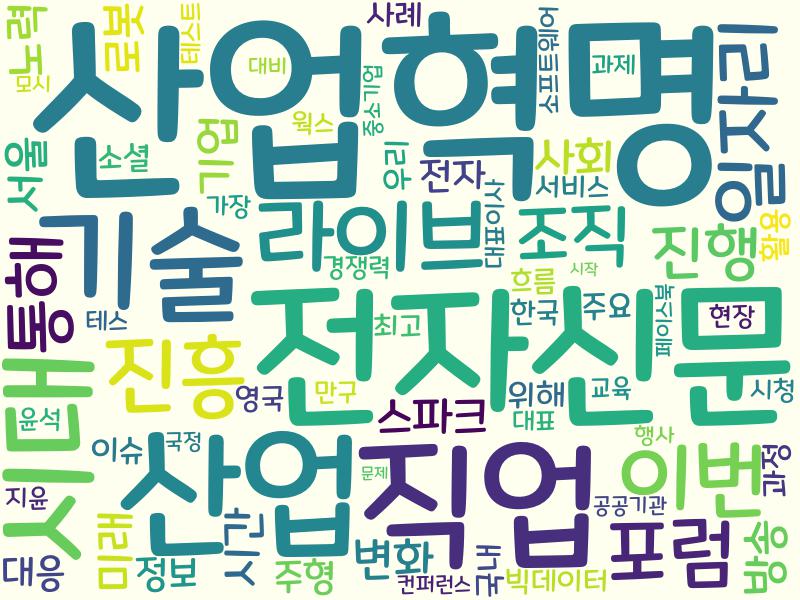 노력
로봇
테스트
사례
소프트웨어
산업혁명
일자리
모시
대비
과제
중소기업
웍스
기업
서울
소셜
우리
전자
사회
서비스
가장
대표이사
기술
라이브
조직
진행
활용
통해
경쟁력
흐름
시작
테스
최고
한국
주요
페이스북
현장
전자신문
시대
진흥
영국
만구
위해
교육
시청
윤석
스파크
대표
행사
이슈
국정
산업
직업
문제
이번
과정
지윤
공공기관
미래
시간
변화
포럼
방송
대응
정보
주형
컨퍼런스
국내
빅데이터